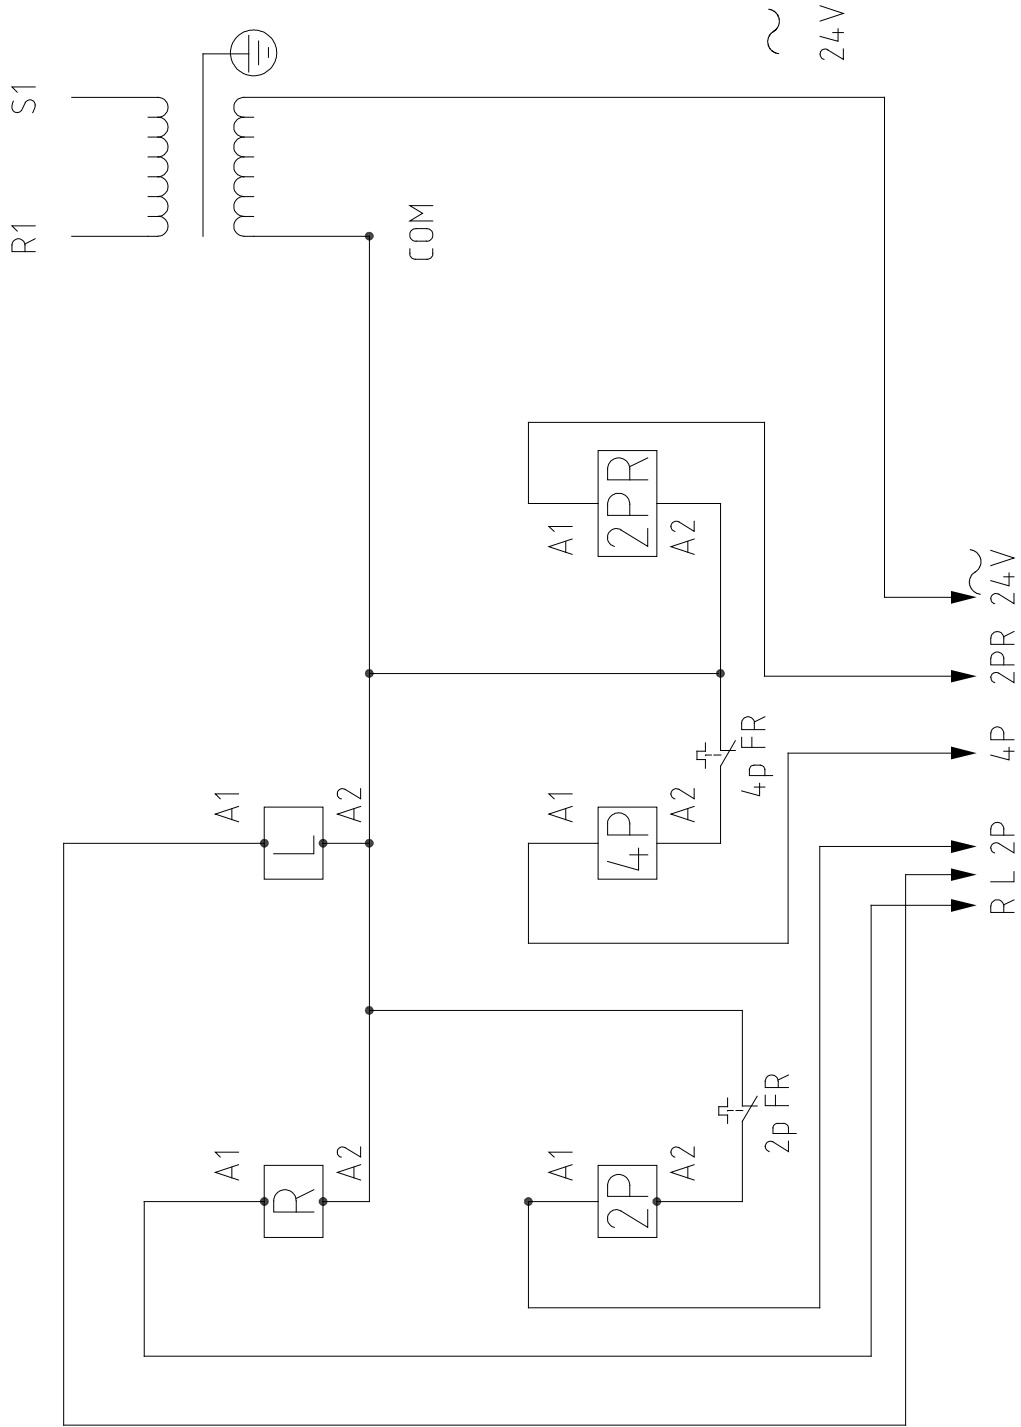 R1 S1
A1 A1
R L
A2 A2
COM
A1 A1 A1
2P 4P 2PR
A2 A2 A2
4p FR
2p FR
~
24V
~
R L 2P 4P 2PR 24V